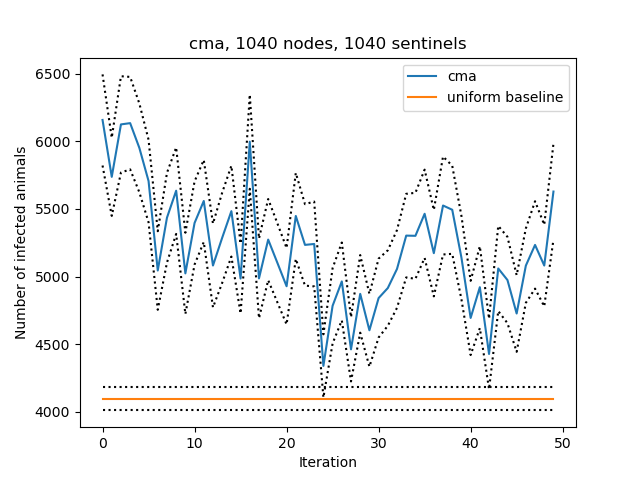 cma, 1040 nodes, 1040 sentinels
cma
uniform baseline
Number of infected animals
6500
6000
5500
5000
4500
4000
0 10 20 30 40 50
Iteration